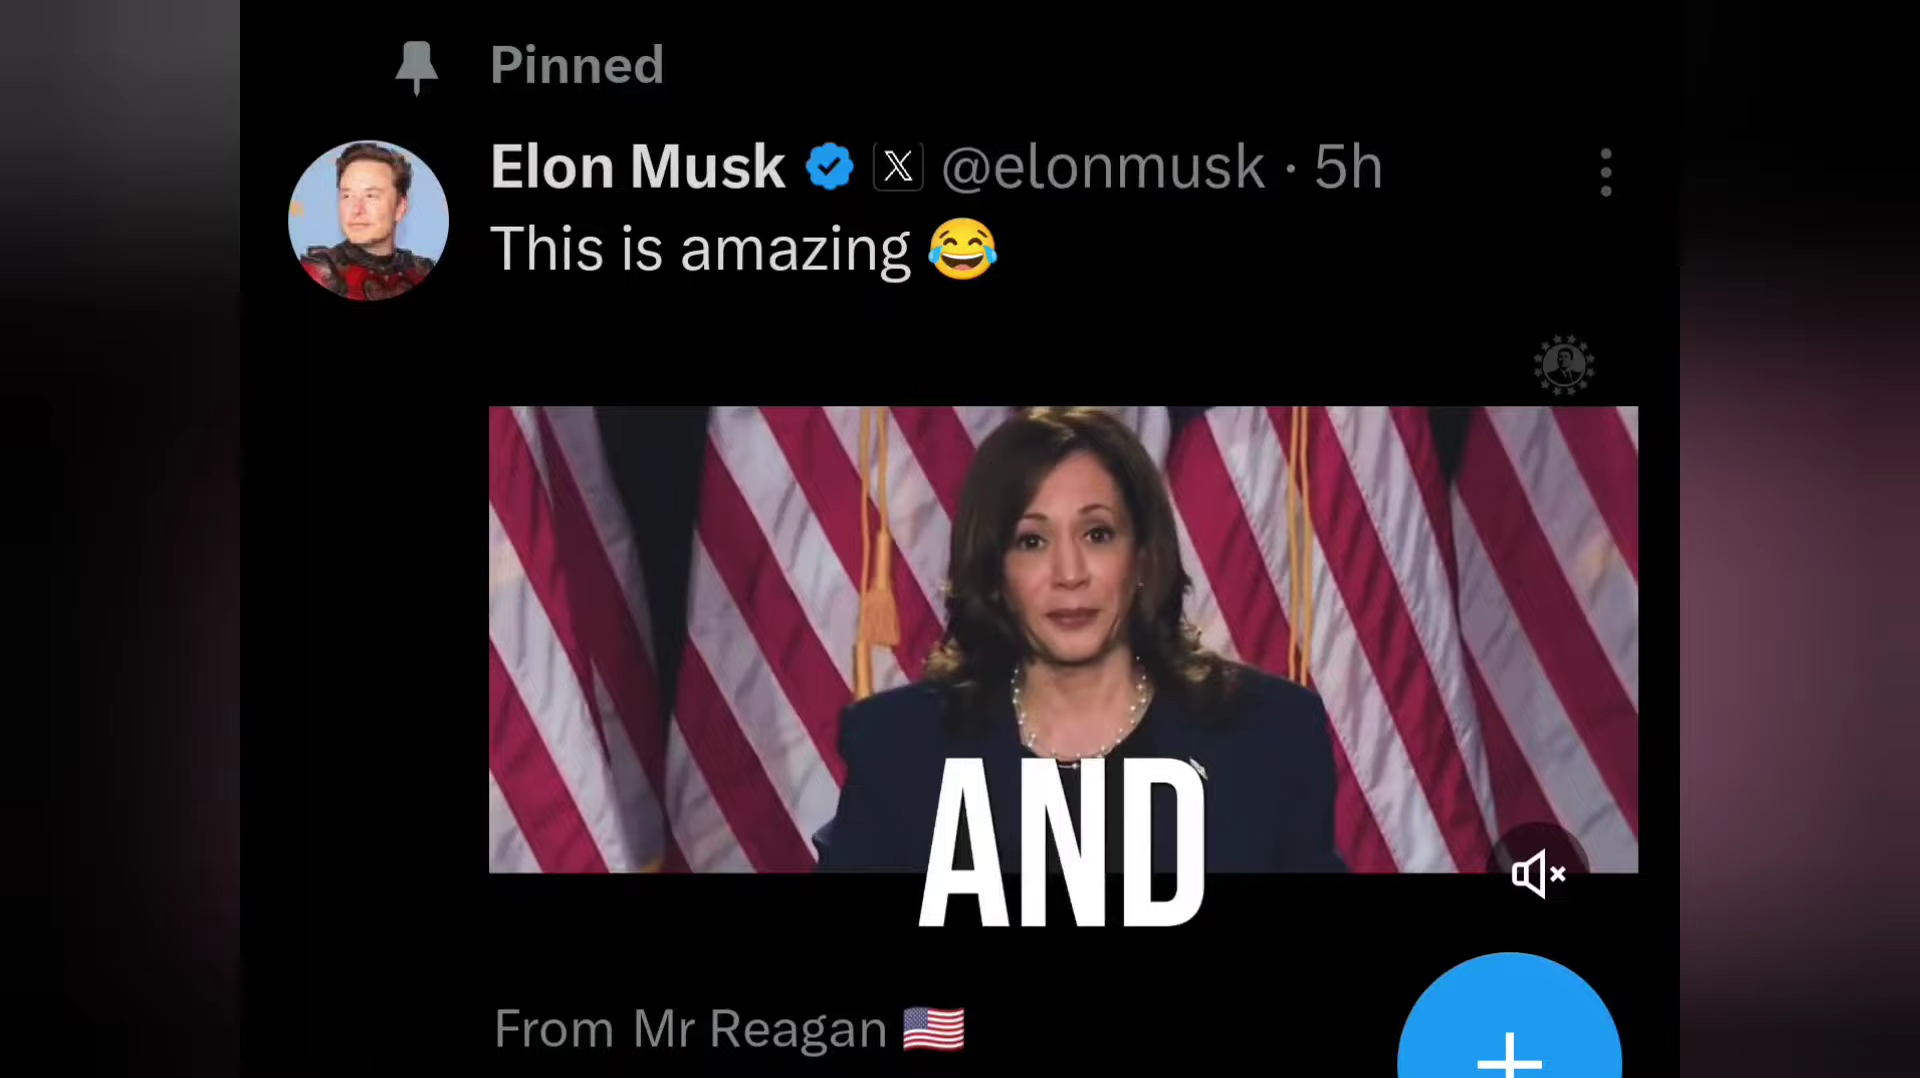 Pinned
Elon Musk @elonmusk · 5h
This is amazing 😂
AND
From Mr Reagan 🇺🇸